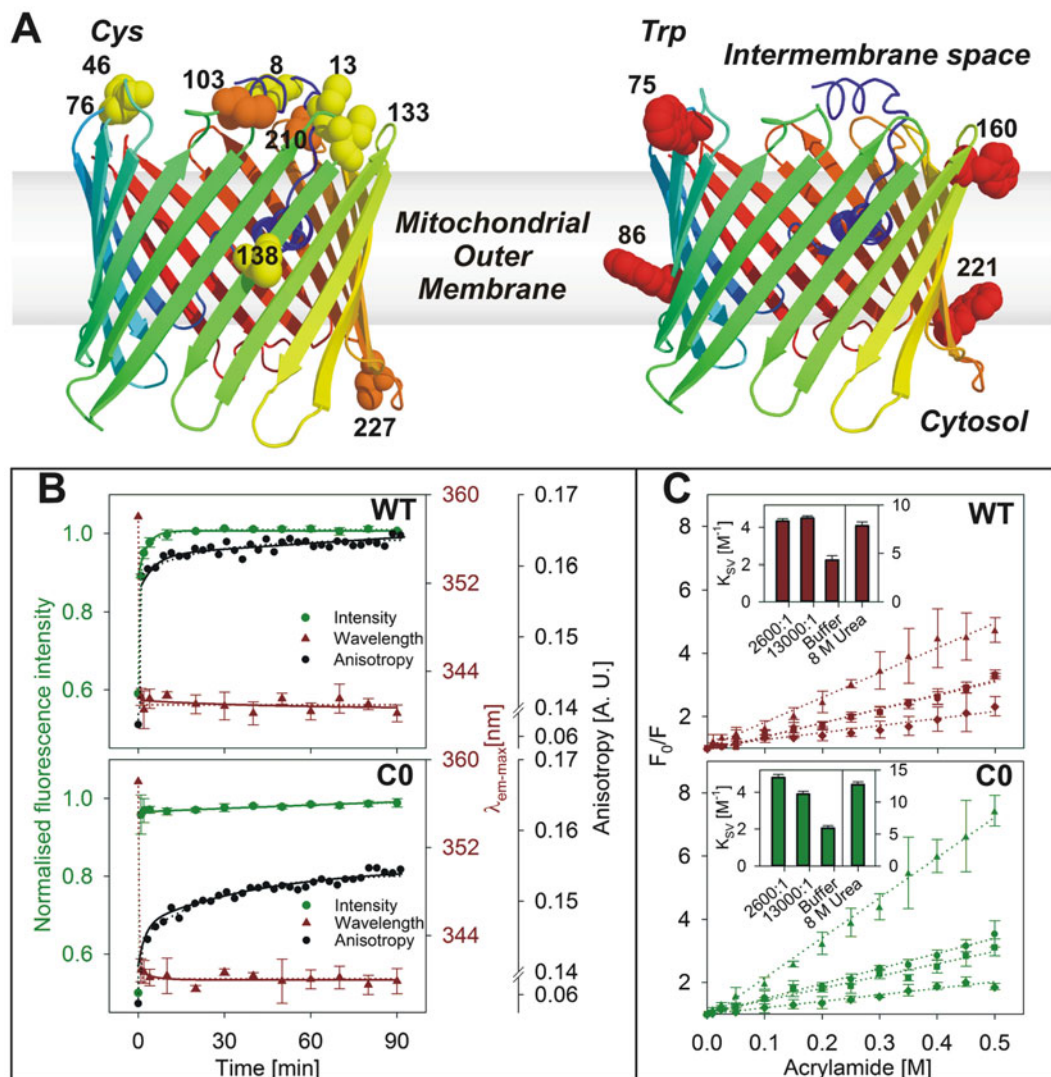 A
Cys
Trp
Intermembrane space
46
103
8
13
76
210
133
138
227
75
160
86
221
Mitochondrial
Outer
Membrane
Cytosol
B
WT
1.0
0.8
0.6
360
352
344
0.17
0.16
0.15
0.14
0.06
Intensity
Wavelength
Anisotropy
C0
1.0
0.8
0.6
360
352
344
0.17
0.16
0.15
0.14
0.06
Intensity
Wavelength
Anisotropy
0 30 60 90
Time [min]
Normalised fluorescence intensity
λem-max[nm]
Anisotropy [A. U.]
C
WT
8
6
4
2
KSV [M-1]
4
2
0
10
5
0
2600:1
13000:1
Buffer
8 M Urea
F0/F
C0
8
6
4
2
KSV [M-1]
4
2
0
15
10
5
0
2600:1
13000:1
Buffer
8 M Urea
0.0 0.1 0.2 0.3 0.4 0.5
Acrylamide [M]